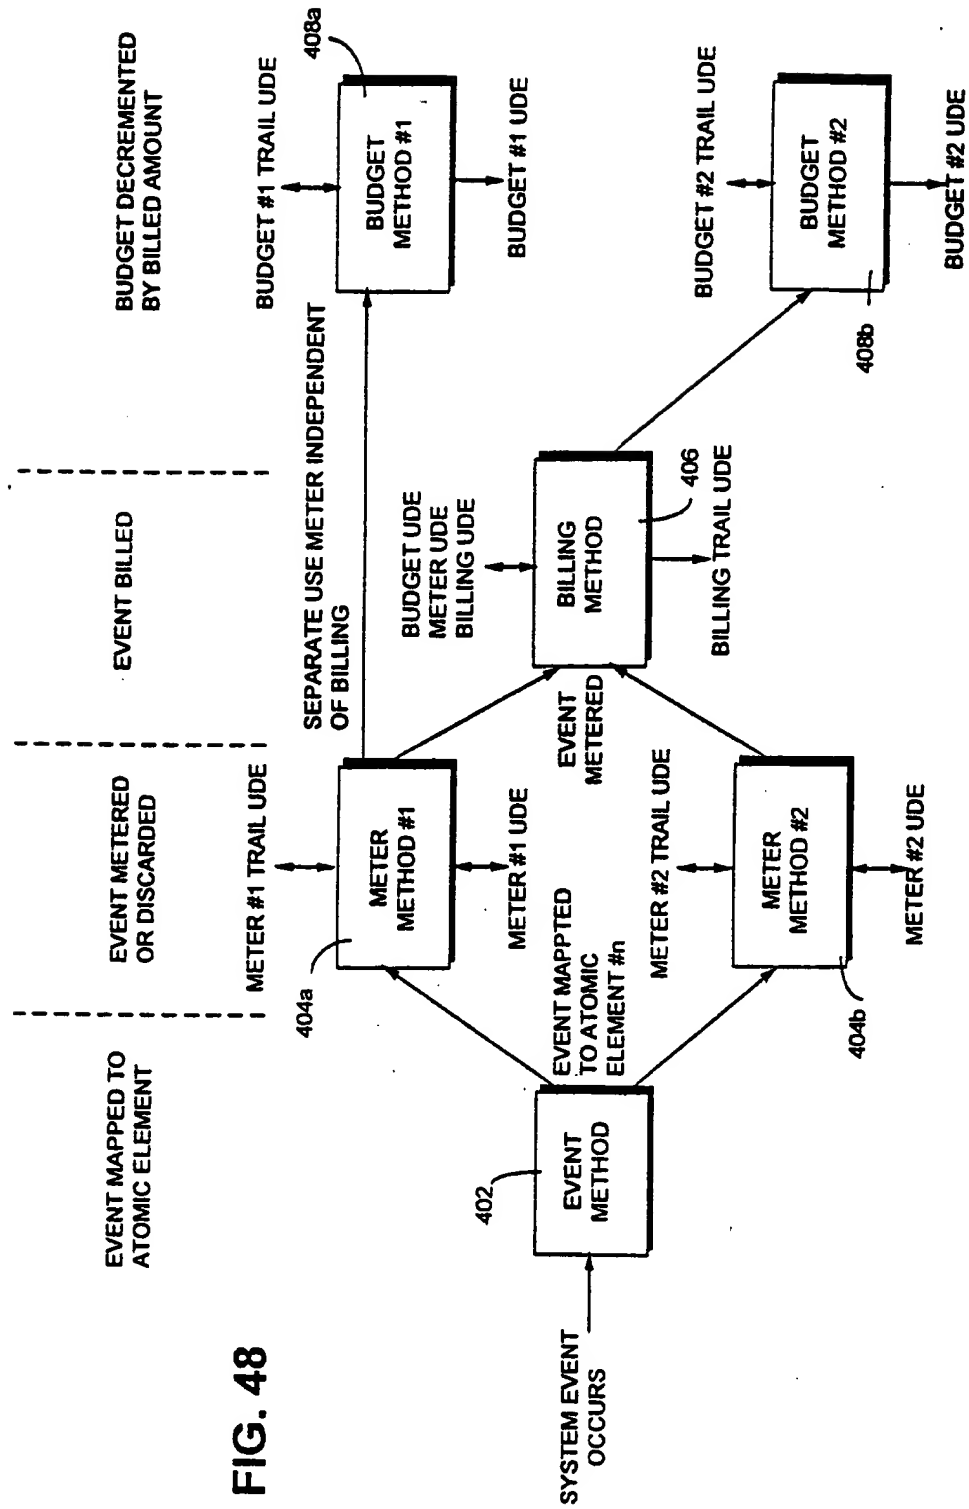 FIG. 48
EVENT MAPPED TO
ATOMIC ELEMENT
EVENT METERED
OR DISCARDED
EVENT BILLED
BUDGET DECREMENTED
BY BILLED AMOUNT
SYSTEM EVENT
OCCURS
402
EVENT
METHOD
EVENT MAPPTED
TO ATOMIC
ELEMENT #n
METER #1 TRAIL UDE
404a
METER
METHOD #1
METER #1 UDE
METER #2 TRAIL UDE
METER
METHOD #2
404b
METER #2 UDE
SEPARATE USE METER INDEPENDENT
OF BILLING
EVENT
METERED
BUDGET UDE
METER UDE
BILLING UDE
BILLING
METHOD
406
BILLING TRAIL UDE
BUDGET #1 TRAIL UDE
408a
BUDGET
METHOD #1
BUDGET #1 UDE
BUDGET #2 TRAIL UDE
BUDGET
METHOD #2
408b
BUDGET #2 UDE